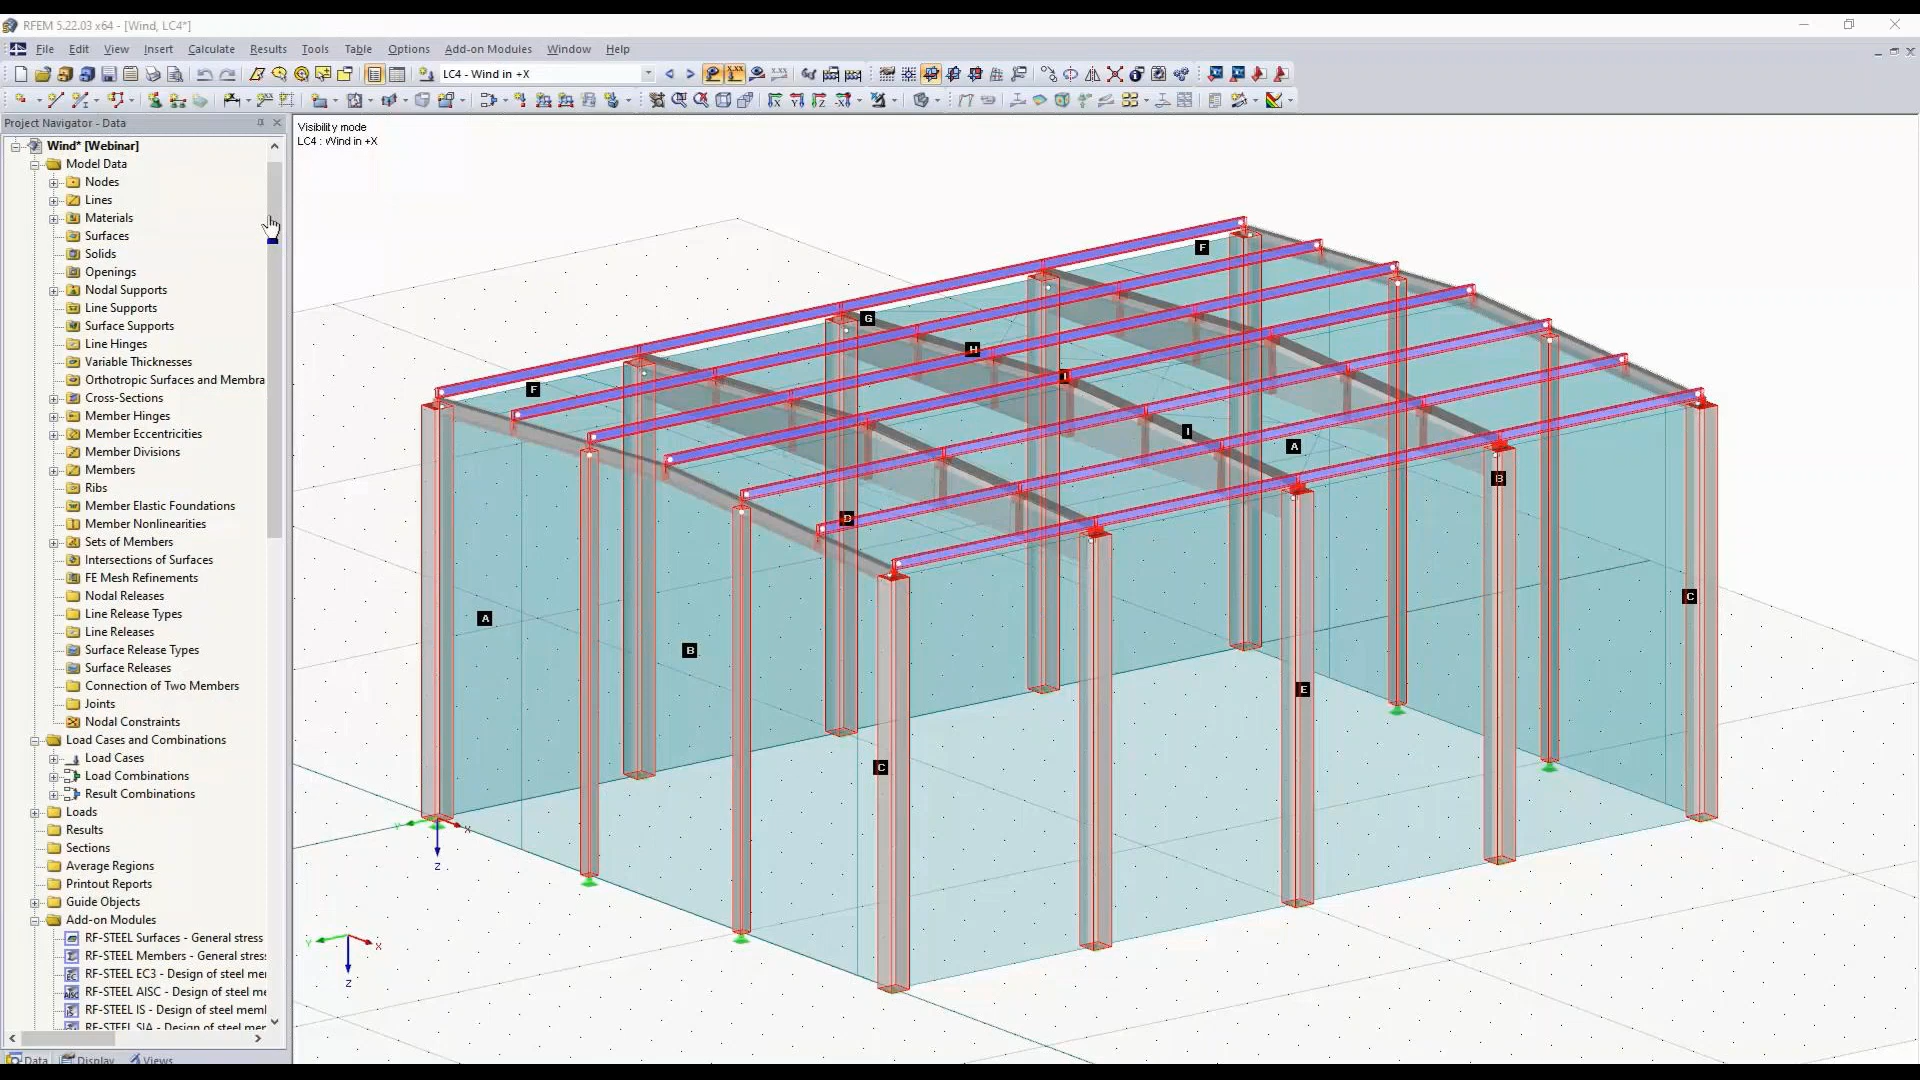 RFEM 5.22.03 x64 - [Wind, LC4*]
File Edit View Insert Calculate Results Tools Table Options Add-on Modules Window Help
LC4 - Wind in +X
Project Navigator - Data
Wind* [Webinar]
Model Data
Nodes
Lines
Materials
Surfaces
Solids
Openings
Nodal Supports
Line Supports
Surface Supports
Line Hinges
Variable Thicknesses
Orthotropic Surfaces and Membra
Cross-Sections
Member Hinges
Member Eccentricities
Member Divisions
Members
Ribs
Member Elastic Foundations
Member Nonlinearities
Sets of Members
Intersections of Surfaces
FE Mesh Refinements
Nodal Releases
Line Release Types
Line Releases
Surface Release Types
Surface Releases
Connection of Two Members
Joints
Nodal Constraints
Load Cases and Combinations
Load Cases
Load Combinations
Result Combinations
Loads
Results
Sections
Average Regions
Printout Reports
Guide Objects
Add-on Modules
RF-STEEL Surfaces - General stress
RF-STEEL Members - General stres
RF-STEEL EC3 - Design of steel me
RF-STEEL AISC - Design of steel me
RF-STEEL IS - Design of steel mem
RF-STEEL SIA - Design of steel mer
Data Display Views
Visibility mode
LC4 : Wind in +X
F
G
H
I
F
I
A
B
D
C
A
B
E
C
Y
X
Z
Y
X
Z